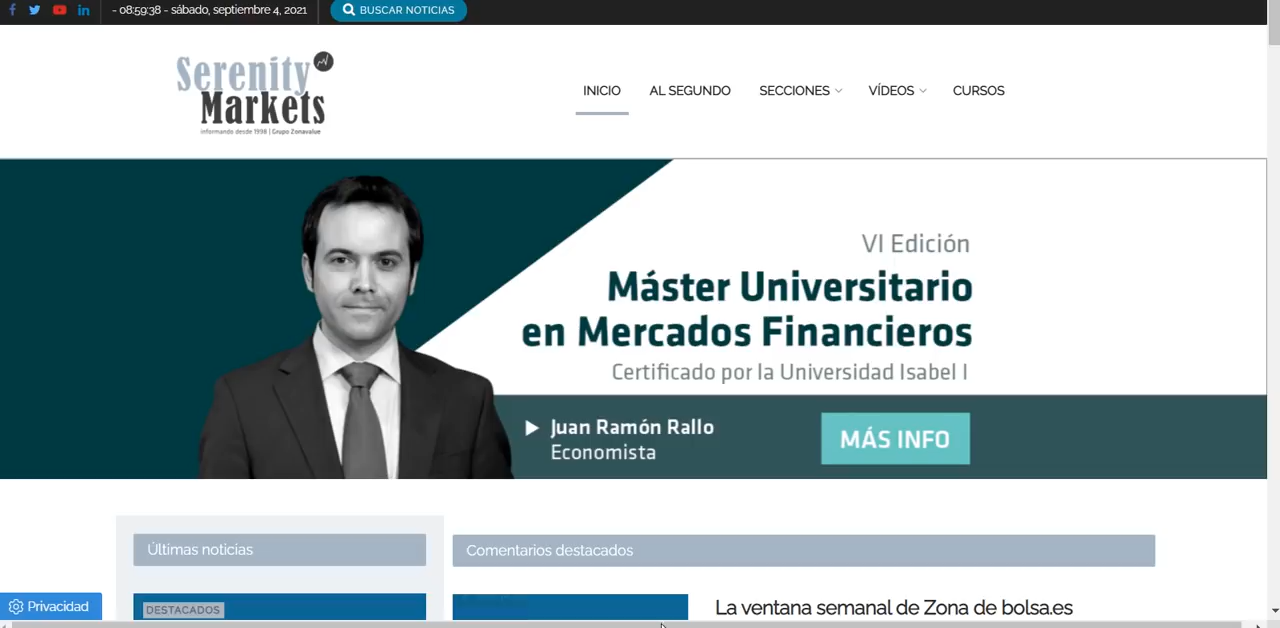 - 08:59:38 - sábado, septiembre 4, 2021
BUSCAR NOTICIAS
Serenity
Markets
informando desde 1998 | Grupo Zonavalue
INICIO
AL SEGUNDO
SECCIONES
VÍDEOS
CURSOS
VI Edición
Máster Universitario
en Mercados Financieros
Certificado por la Universidad Isabel I
Juan Ramón Rallo
Economista
MÁS INFO
Últimas noticias
Comentarios destacados
Privacidad
DESTACADOS
La ventana semanal de Zona de bolsa.es